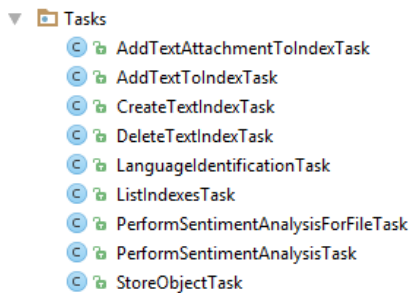 Tasks
C AddTextAttachmentToIndexTask
C AddTextToIndexTask
C CreateTextIndexTask
C DeleteTextIndexTask
C LanguageIdentificationTask
C ListIndexesTask
C PerformSentimentAnalysisForFileTask
C PerformSentimentAnalysisTask
C StoreObjectTask